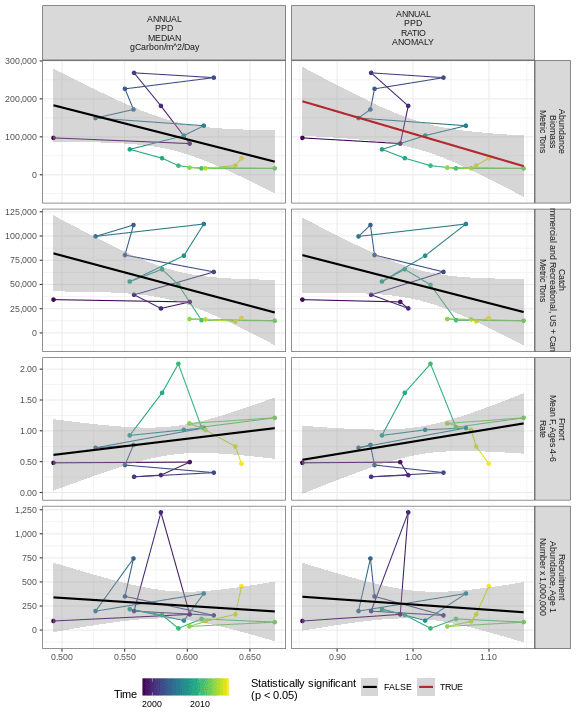 ANNUAL
PPD
MEDIAN
gCarbon/m^2/Day
ANNUAL
PPD
RATIO
ANOMALY
300,000
200,000
100,000
0
Abundance
Biomass
Metric Tons
125,000
100,000
75,000
50,000
25,000
0
Catch
and Recreational, US +
Metric Tons
2.00
1.50
1.00
0.50
0.00
Fmort
Mean F, Ages 4-6
Rate
1,250
1,000
750
500
250
0
Recruitment
Abundance, Age 1
Number x 1,000,000
0.500
0.550
0.600
0.650
0.90
1.00
1.10
Time
2000
2010
Statistically significant
(p < 0.05)
FALSE
TRUE